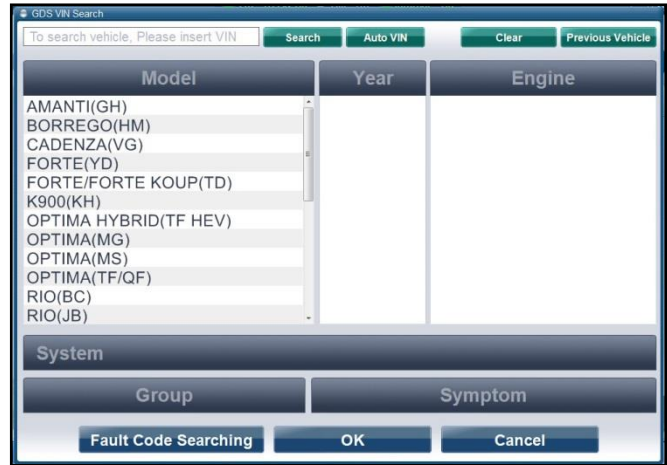 GDS VIN Search
To search vehicle, Please insert VIN Search Auto VIN Clear Previous Vehicle
Model Year Engine
AMANTI(GH)
BORREGO(HM)
CADENZA(VG)
FORTE(YD)
FORTE/FORTE KOUP(TD)
K900(KH)
OPTIMA HYBRID(TF HEV)
OPTIMA(MG)
OPTIMA(MS)
OPTIMA(TF/QF)
RIO(BC)
RIO(JB)
System
Group Symptom
Fault Code Searching OK Cancel